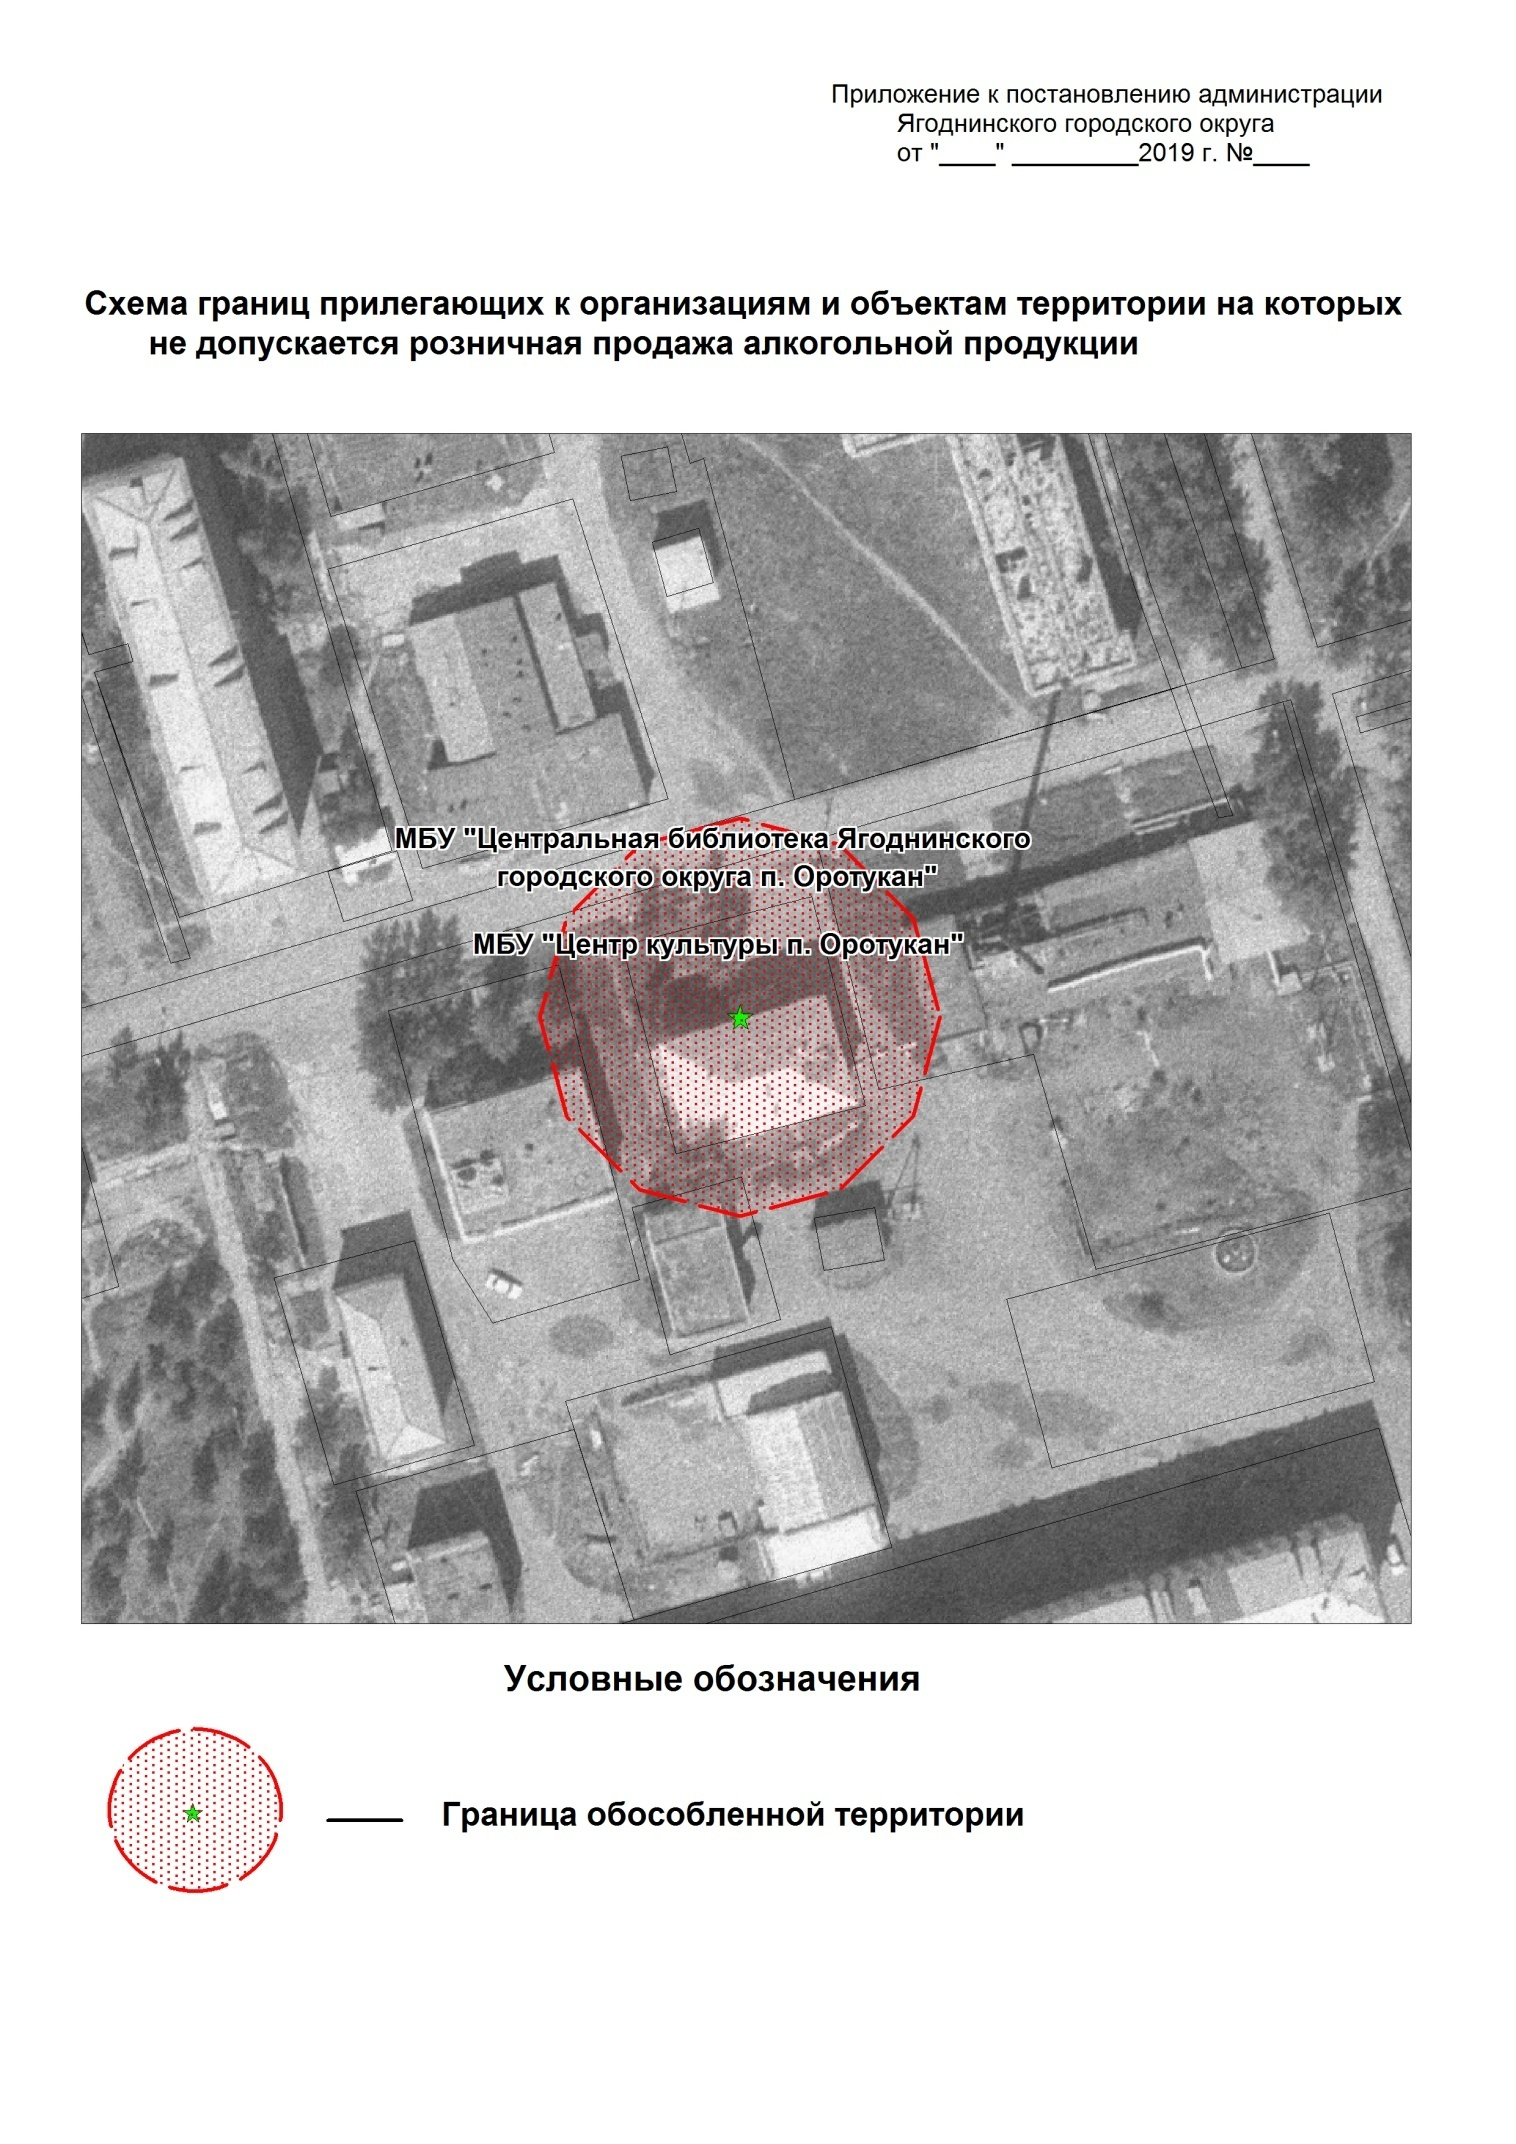 Приложение к постановлению администрации
Ягоднинского городского округа
от "____" _________2019 г. №____
Схема границ прилегающих к организациям и объектам территории на которых
не допускается розничная продажа алкогольной продукции
МБУ "Центральная библиотека Ягоднинского
городского округа п. Оротукан"
МБУ "Центр культуры п. Оротукан"
Условные обозначения
Граница обособленной территории